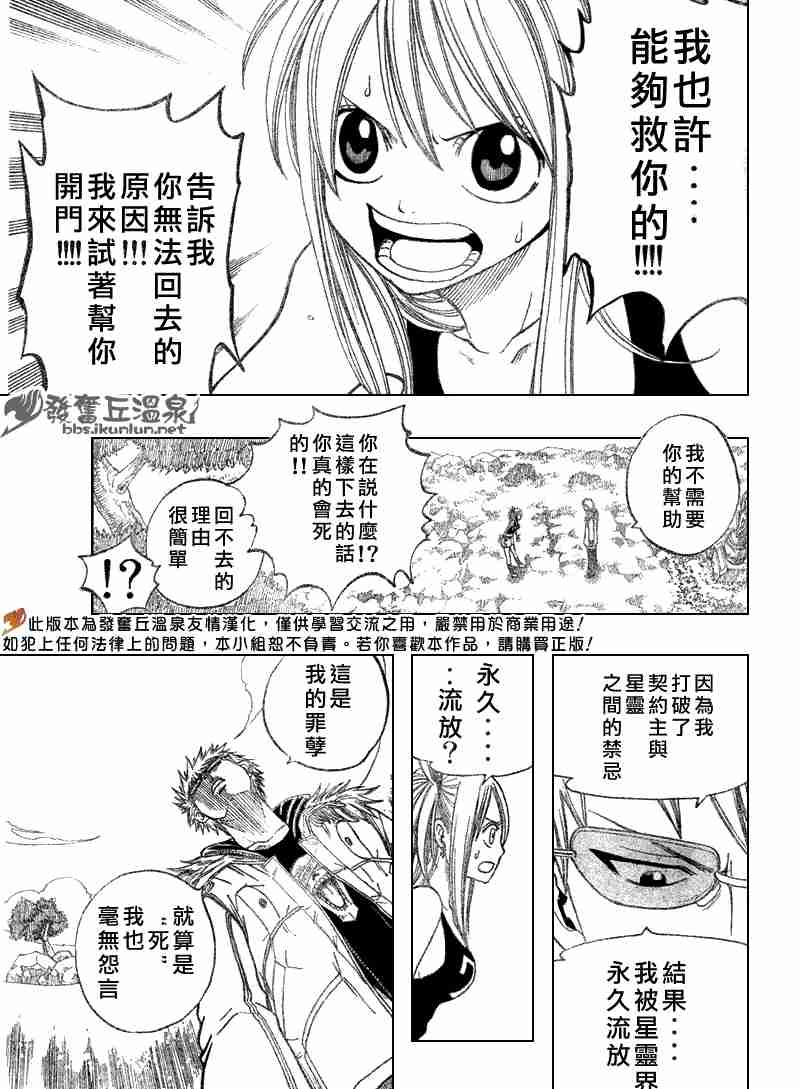 我也許‥‥
能夠救你的!!!!
告訴我
你無法回去的
原因!!!
我來試著幫你
開門!!!!
發奮丘溫泉
bbs.ikunlun.net
我不需要
你的幫助
你在說什麼!?
這樣下去的話
你真的會死
的!!
回不去的
理由
很簡單
!?
此版本為發奮丘溫泉友情漢化，僅供學習交流之用，嚴禁用於商業用途!
如犯上任何法律上的問題，本小組恕不負責。若你喜歡本作品，請購買正版!
因為我
打破了
契約主與
星靈
之間的禁忌
結果‥‥
我被星靈界
永久流放
永久‥‥
‥流放?
這是
我的罪孽
就算是
"死"
我也
毫無怨言